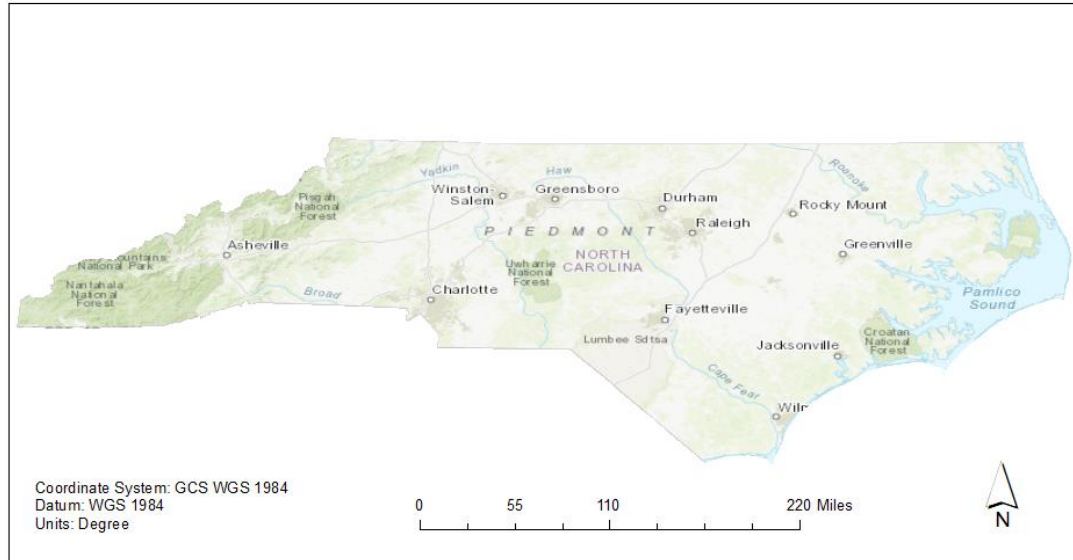 Yadkin
Haw
Roanoke
Winston-
Salem
Greensboro
Durham
Rocky Mount
Pisgah
National
Forest
PIEDMONT
Raleigh
Asheville
Greenville
NORTH
CAROLINA
ountains
National Park
Uwharrie
National
Forest
Nantahala
National
Forest
Broad
Charlotte
Pamlico
Sound
Fayetteville
Croatan
National
Forest
Lumbee Sdtsa
Jacksonville
Cape Fear
Wilm
Coordinate System: GCS WGS 1984
Datum: WGS 1984
Units: Degree
0 55 110 220 Miles
N